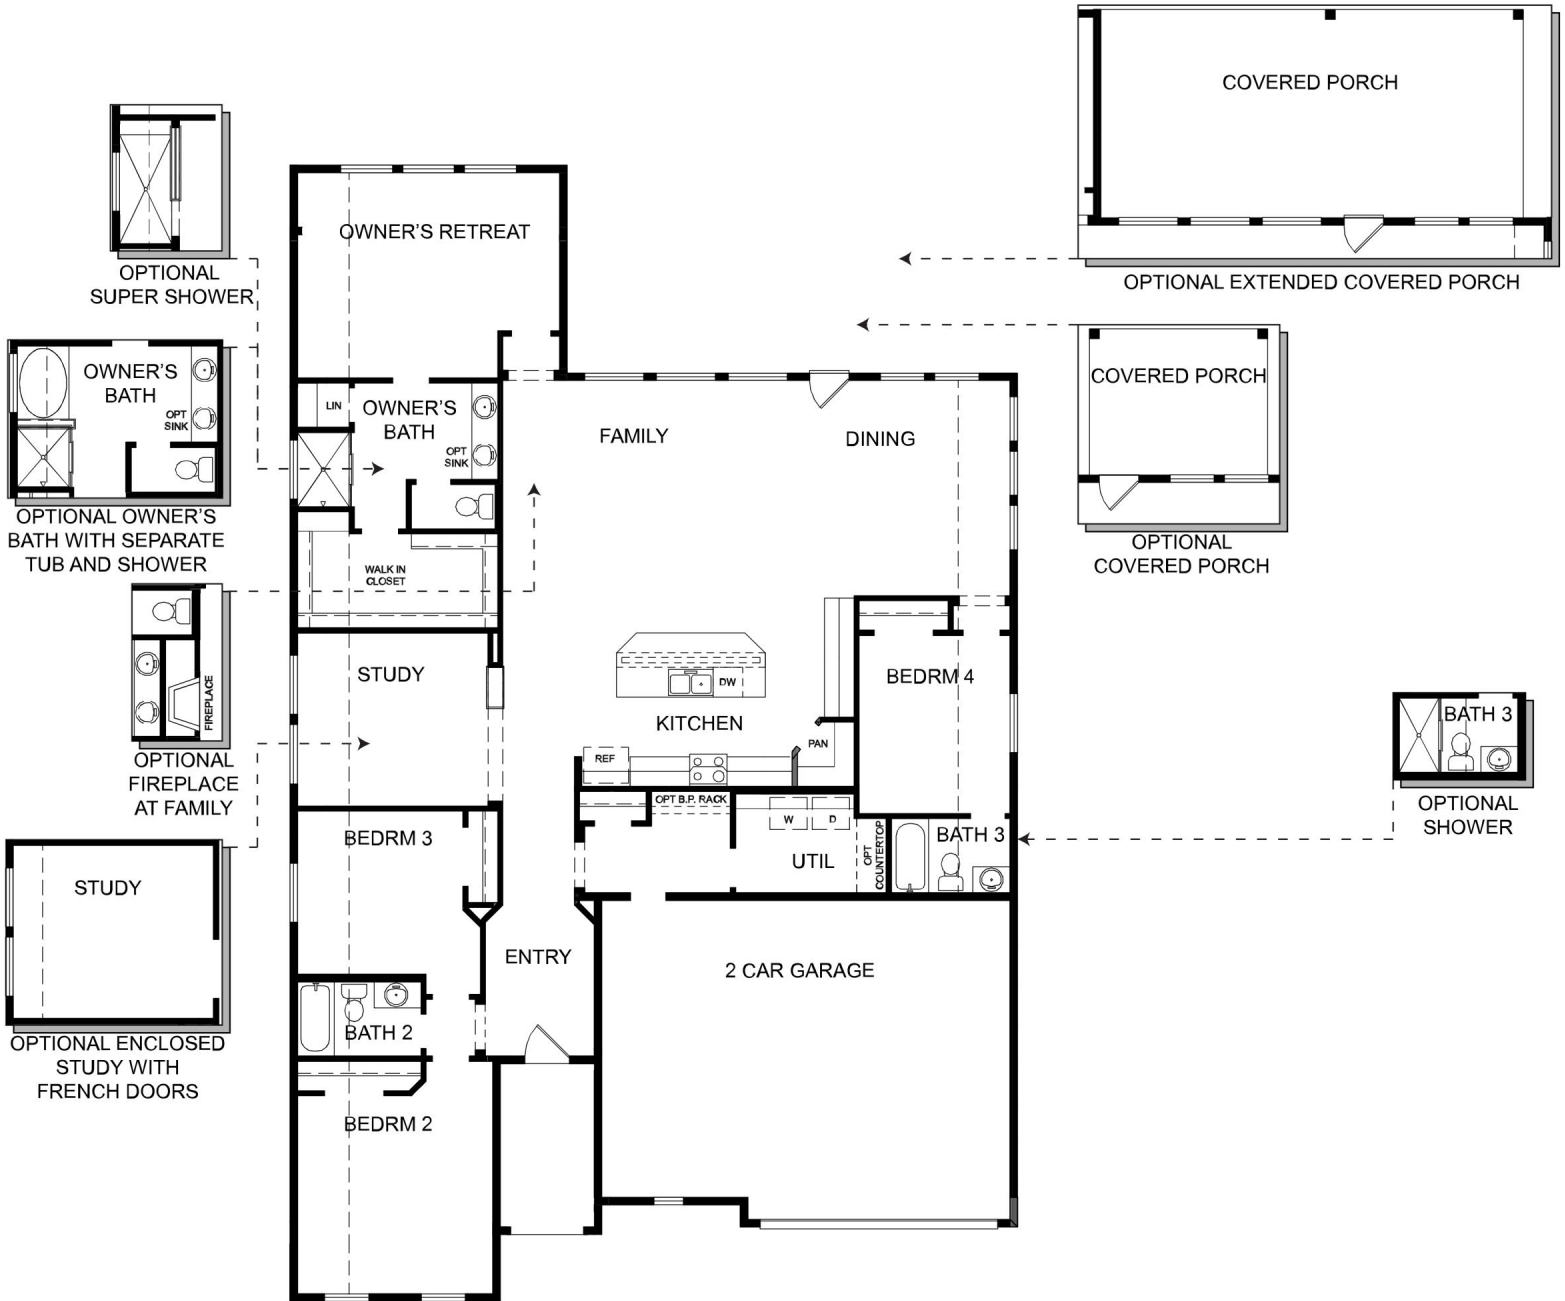 COVERED PORCH
OPTIONAL EXTENDED COVERED PORCH
OPTIONAL
SUPER SHOWER
OWNER'S RETREAT
COVERED PORCH
OPTIONAL
COVERED PORCH
OWNER'S
BATH
OPT
SINK
OPTIONAL OWNER'S
BATH WITH SEPARATE
TUB AND SHOWER
LIN
OWNER'S
BATH
OPT
SINK
FAMILY
DINING
WALK IN
CLOSET
FIREPLACE
OPTIONAL
FIREPLACE
AT FAMILY
STUDY
DW
KITCHEN
BEDRM 4
PAN
REF
BATH 3
OPTIONAL
SHOWER
OPT B.P. RACK
W
D
UTIL
OPT
COUNTERTOP
BATH 3
BEDRM 3
STUDY
OPTIONAL ENCLOSED
STUDY WITH
FRENCH DOORS
ENTRY
2 CAR GARAGE
BATH 2
BEDRM 2